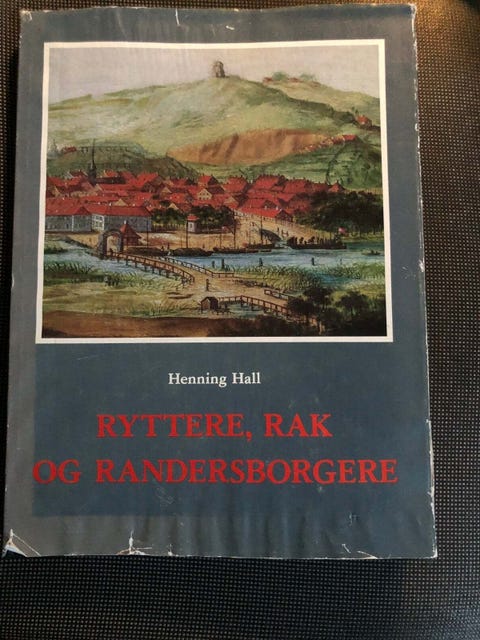 Henning Hall
RYTTERE, RAK
OG RANDERSBORGERE